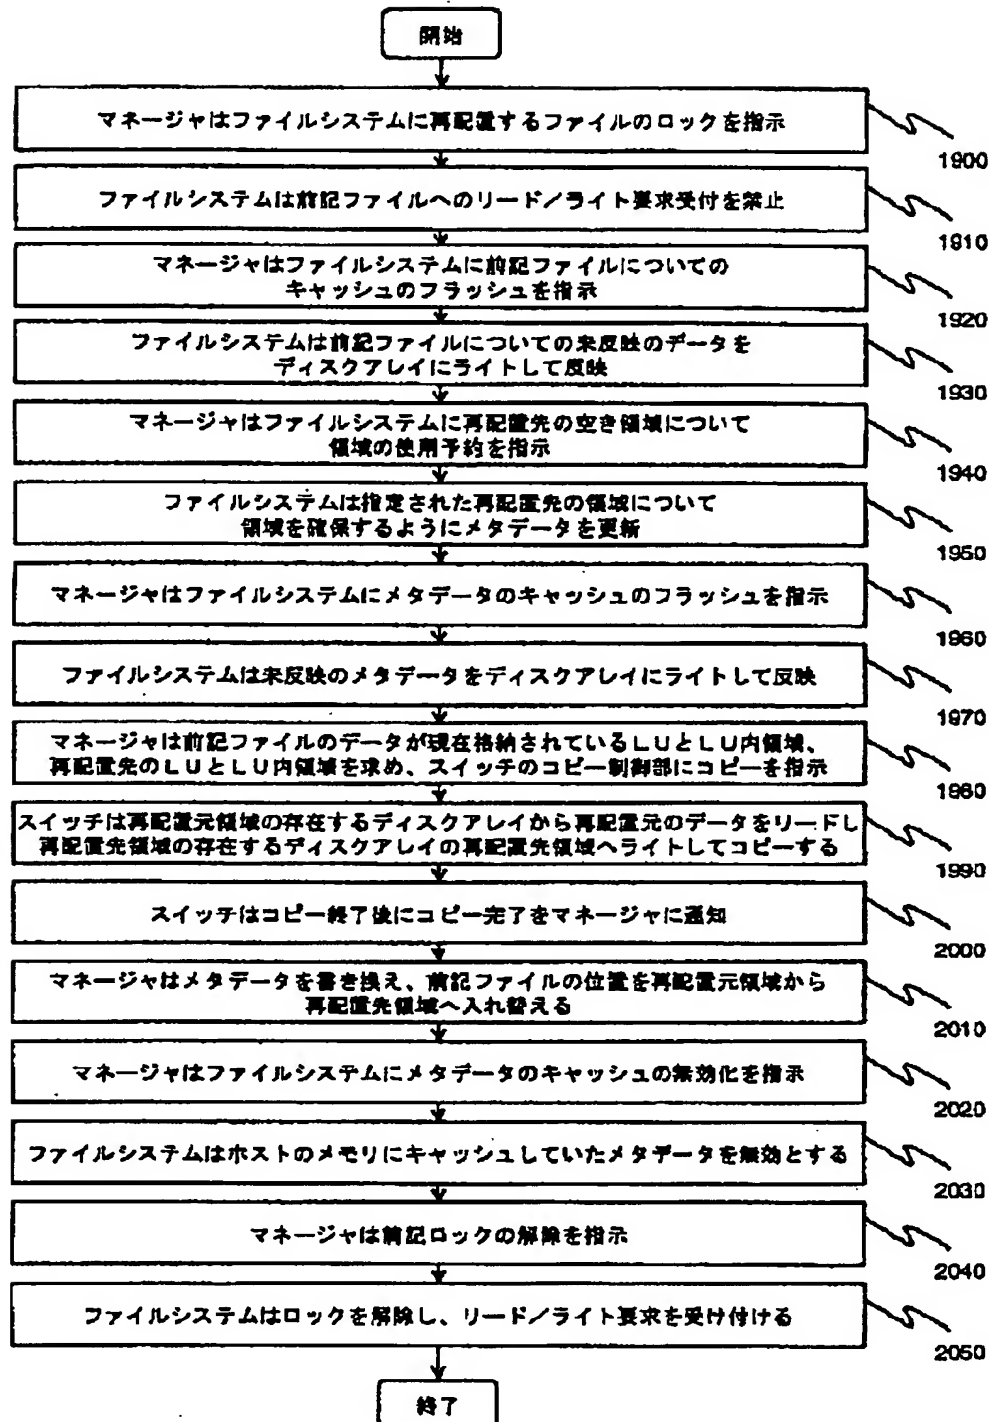 開始
マネージャはファイルシステムに再配置するファイルのロックを指示
1900
ファイルシステムは前記ファイルへのリード/ライト要求受付を禁止
1910
マネージャはファイルシステムに前記ファイルについての
キャッシュのフラッシュを指示
1920
ファイルシステムは前記ファイルについての未反映のデータを
ディスクアレイにライトして反映
1930
マネージャはファイルシステムに再配置先の空き領域について
領域の使用予約を指示
1940
ファイルシステムは指定された再配置先の領域について
領域を確保するようにメタデータを更新
1950
マネージャはファイルシステムにメタデータのキャッシュのフラッシュを指示
1960
ファイルシステムは未反映のメタデータをディスクアレイにライトして反映
1970
マネージャは前記ファイルのデータが現在格納されているLUとLU内領域、
再配置先のLUとLU内領域を求め、スイッチのコピー制御部にコピーを指示
1980
スイッチは再配置元領域の存在するディスクアレイから再配置元のデータをリードし
再配置先領域の存在するディスクアレイの再配置先領域へライトしてコピーする
1990
スイッチはコピー終了後にコピー完了をマネージャに通知
2000
マネージャはメタデータを書き換え、前記ファイルの位置を再配置元領域から
再配置先領域へ入れ替える
2010
マネージャはファイルシステムにメタデータのキャッシュの無効化を指示
2020
ファイルシステムはホストのメモリにキャッシュしていたメタデータを無効とする
2030
マネージャは前記ロックの解除を指示
2040
ファイルシステムはロックを解除し、リード/ライト要求を受け付ける
2050
終了